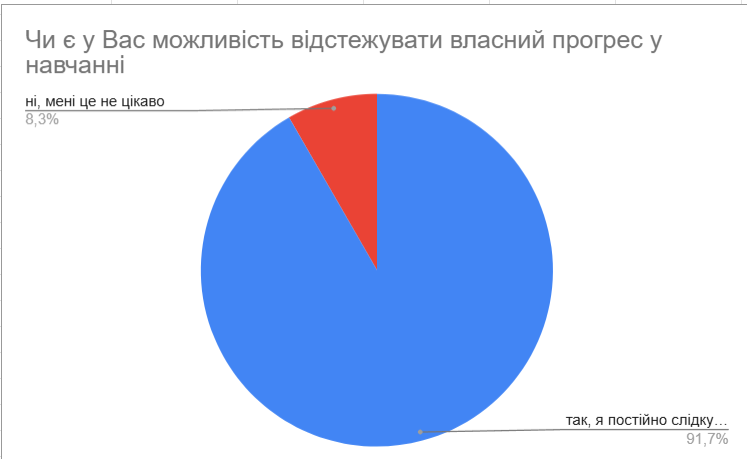 Чи є у Вас можливість відстежувати власний прогрес у
навчанні
ні, мені це не цікаво
8,3%
так, я постійно слідку…
91,7%